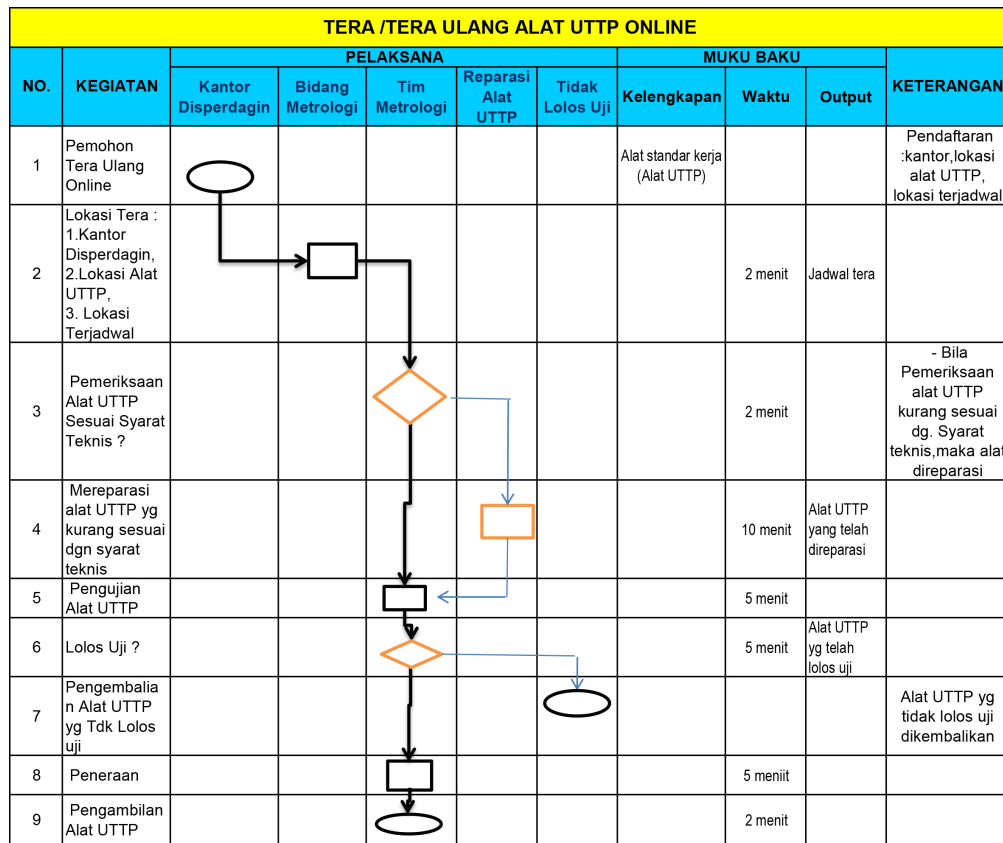 TERA /TERA ULANG ALAT UTTP ONLINE
NO.
KEGIATAN
PELAKSANA
MUKU BAKU
KETERANGAN
Kantor
Disperdagin
Bidang
Metrologi
Tim
Metrologi
Reparasi
Alat
UTTP
Tidak
Lolos Uji
Kelengkapan
Waktu
Output
1
Pemohon
Tera Ulang
Online
Alat standar kerja
(Alat UTTP)
Pendaftaran
:kantor,lokasi
alat UTTP,
lokasi terjadwal
2
Lokasi Tera :
1.Kantor
Disperdagin,
2.Lokasi Alat
UTTP,
3. Lokasi
Terjadwal
2 menit
Jadwal tera
3
Pemeriksaan
Alat UTTP
Sesuai Syarat
Teknis ?
2 menit
- Bila
Pemeriksaan
alat UTTP
kurang sesuai
dg. Syarat
teknis,maka alat
direparasi
4
Mereparasi
alat UTTP yg
kurang sesuai
dgn syarat
teknis
10 menit
Alat UTTP
yang telah
direparasi
5
Pengujian
Alat UTTP
5 menit
6
Lolos Uji ?
5 menit
Alat UTTP
yg telah
lolos uji
7
Pengembalia
n Alat UTTP
yg Tdk Lolos
uji
Alat UTTP yg
tidak lolos uji
dikembalikan
8
Peneraan
5 meniit
9
Pengambilan
Alat UTTP
2 menit